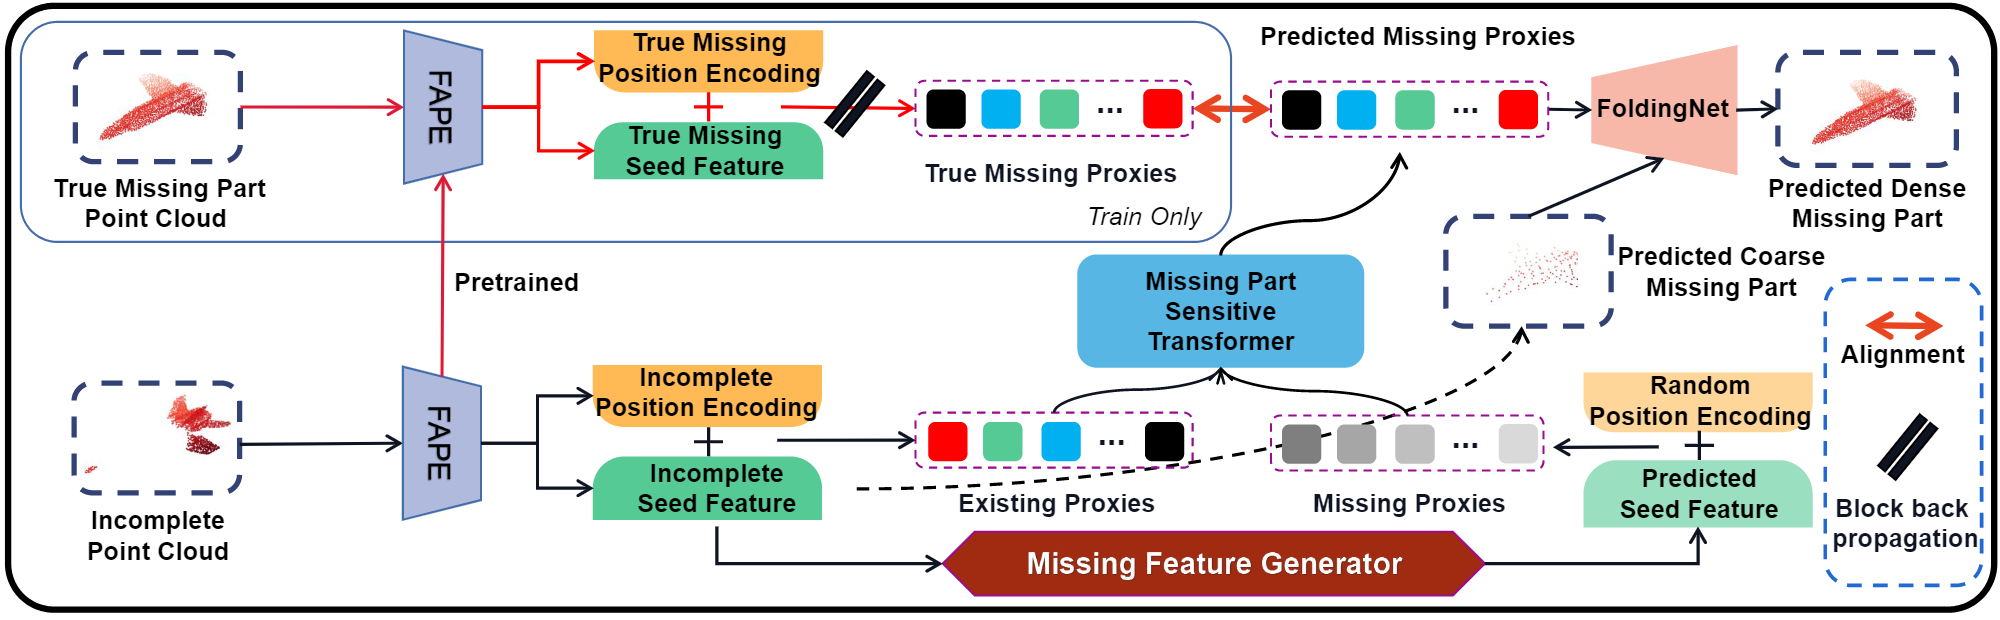 True Missing Part
Point Cloud
FAPE
True Missing
Position Encoding
True Missing
Seed Feature
...
True Missing Proxies
Train Only
Predicted Missing Proxies
...
FoldingNet
Predicted Dense
Missing Part
Pretrained
Missing Part
Sensitive
Transformer
Predicted Coarse
Missing Part
Alignment
Block back
propagation
Incomplete
Point Cloud
FAPE
Incomplete
Position Encoding
Incomplete
Seed Feature
...
Existing Proxies
...
Missing Proxies
Random
Position Encoding
Predicted
Seed Feature
Missing Feature Generator